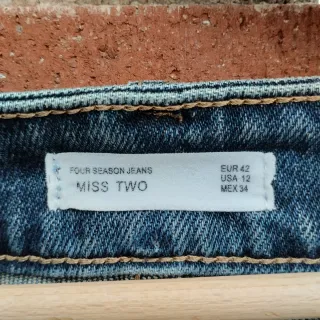 FOUR SEASON JEANS
MISS TWO
EUR 42
USA 12
MEX 34